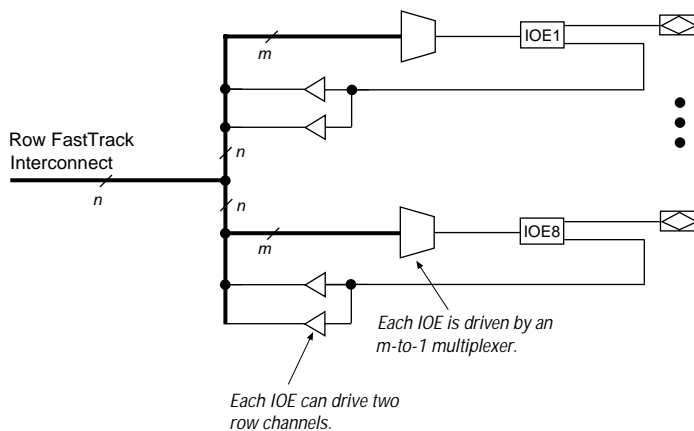 m
IOE1
Row FastTrack
Interconnect
n
n
n
m
IOE8
Each IOE is driven by an
m-to-1 multiplexer.
Each IOE can drive two
row channels.